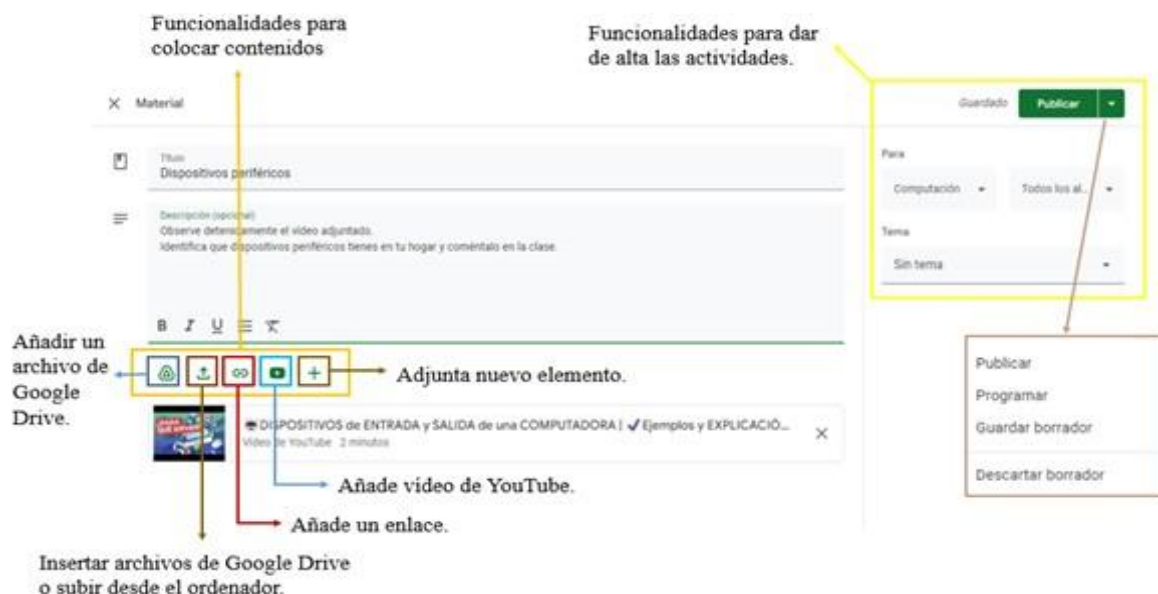 Funcionalidades para
colocar contenidos
Funcionalidades para dar
de alta las actividades.
Material
Guardado
Publicar
Título
Dispositivos periféricos
Para
Computación
Todos los al...
Descripción (opcional)
Observe detenidamente el video adjuntado.
Identifica que dispositivos periféricos tienes en tu hogar y coméntalo en la clase.
Tema
Sin tema
B I U
Añadir un
archivo de
Google
Drive.
Adjunta nuevo elemento.
Publicar
Programar
Guardar borrador
Descartar borrador
DISPOSITIVOS de ENTRADA y SALIDA de una COMPUTADORA | ✔Ejemplos y EXPLICACIÓ...
Video de YouTube 2 minutos
Añade video de YouTube.
Añade un enlace.
Insertar archivos de Google Drive
o subir desde el ordenador.